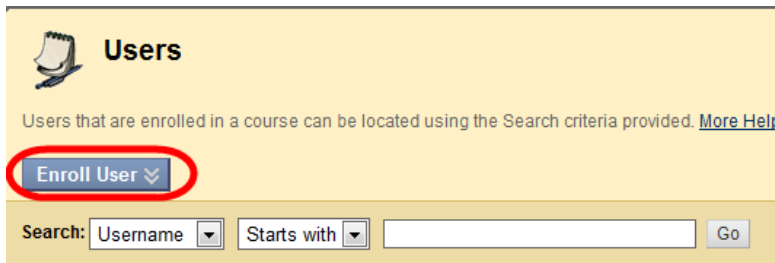 Users
Users that are enrolled in a course can be located using the Search criteria provided. More Help
Enroll User
Search: Username Starts with Go